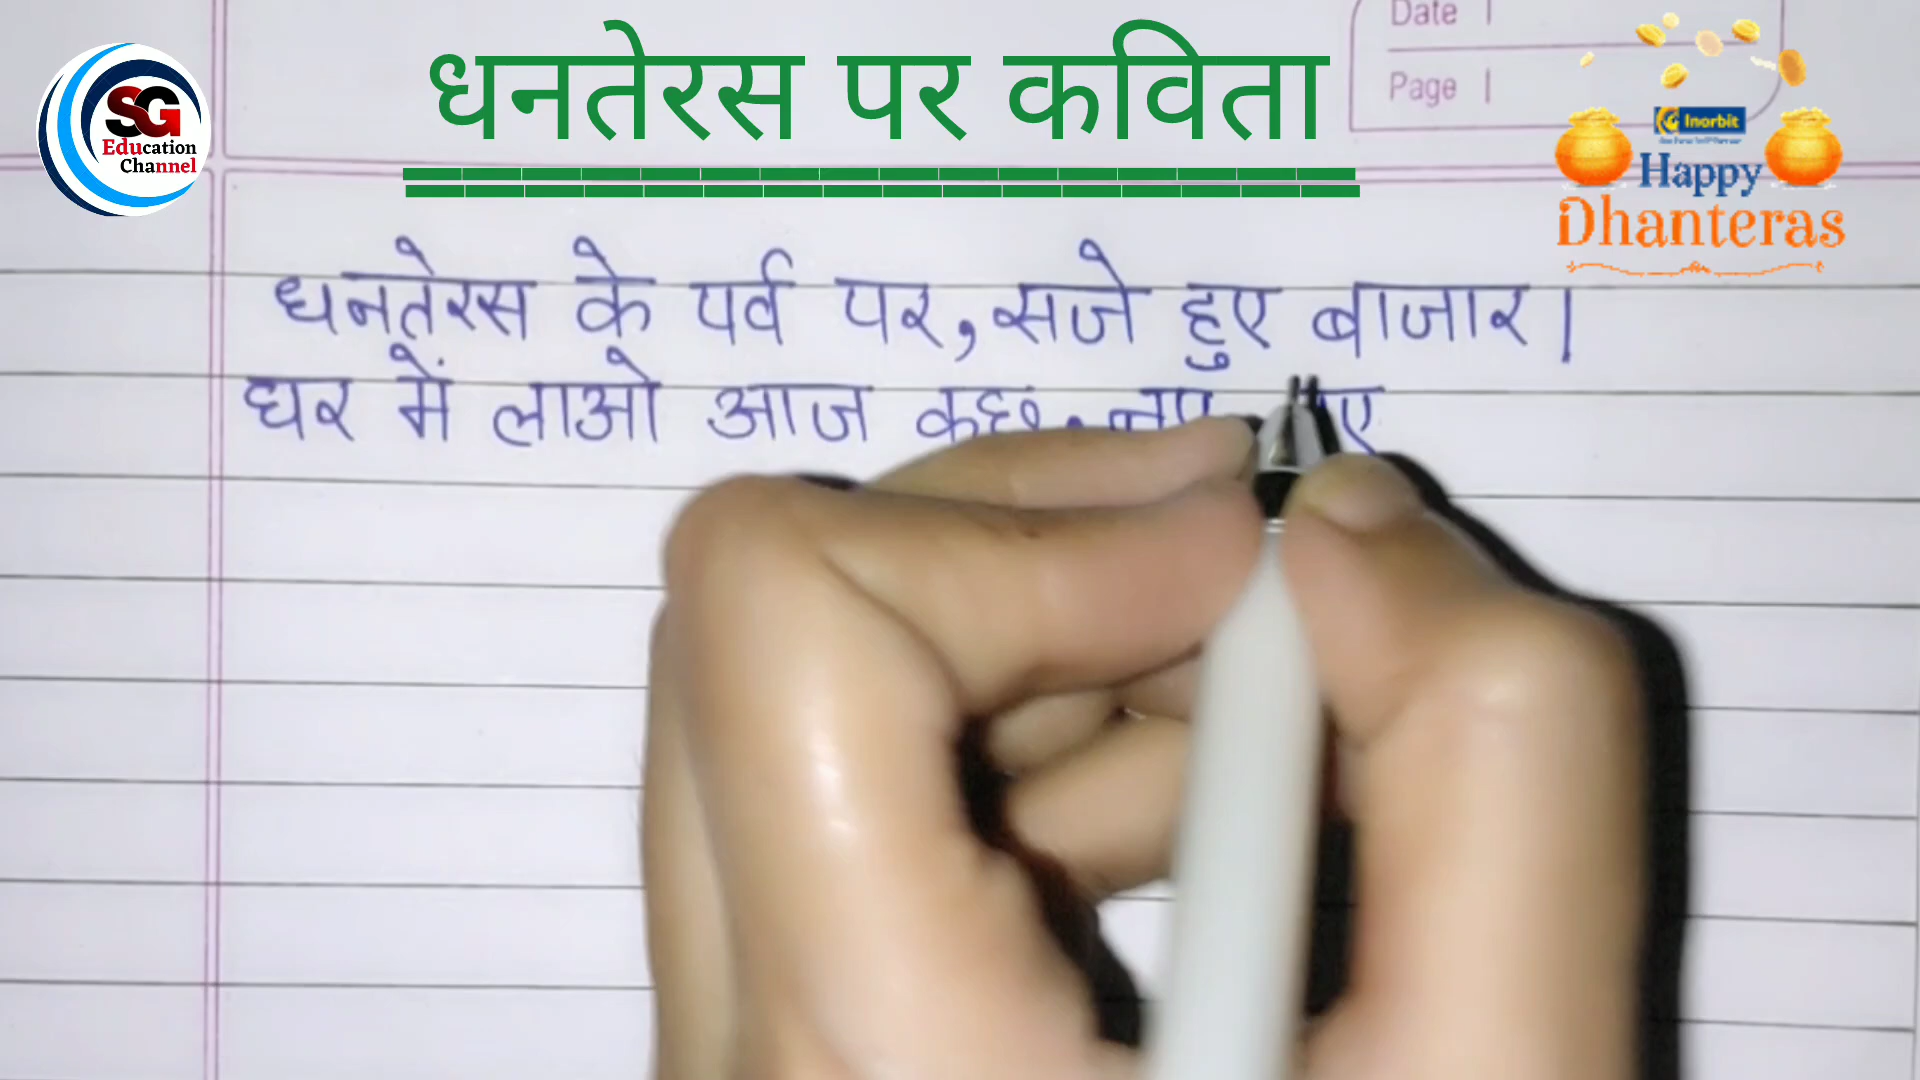 धनतेरस पर कविता
Date
Page
SG
Education
Channel
Inorbit
Happy
Dhanteras
धनतेरस के पर्व पर, सजे हुए बाजार।
घर में लाओ आज कुछ, नए